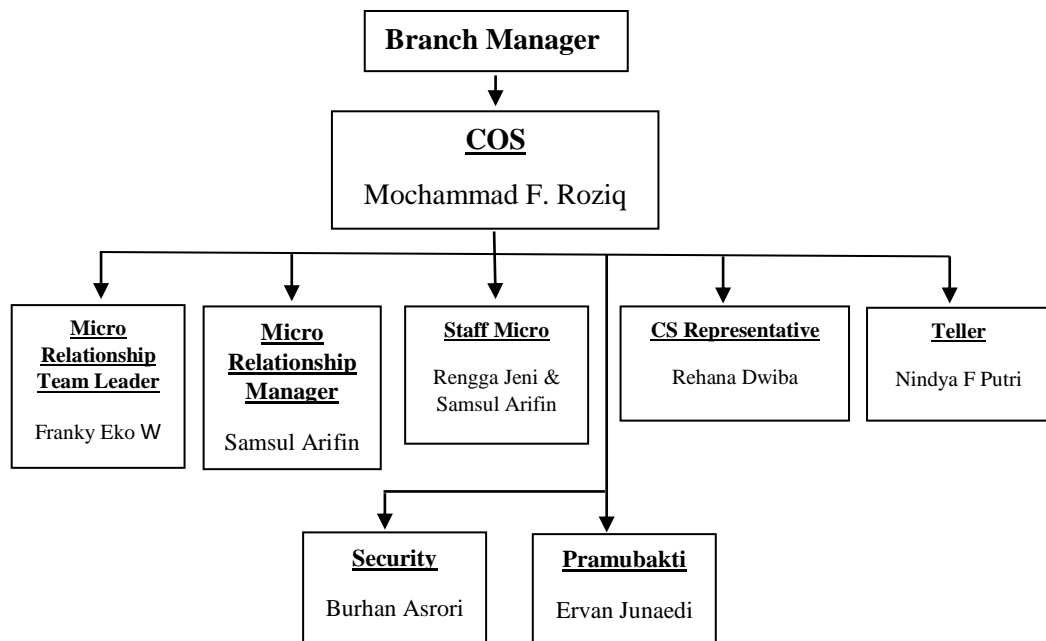 Branch Manager
COS
Mochammad F. Roziq
Micro
Relationship
Team Leader
Franky Eko W
Micro
Relationship
Manager
Samsul Arifin
Staff Micro
Rengga Jeni &
Samsul Arifin
CS Representative
Rehana Dwiba
Teller
Nindya F Putri
Security
Burhan Asrori
Pramubakti
Ervan Junaedi